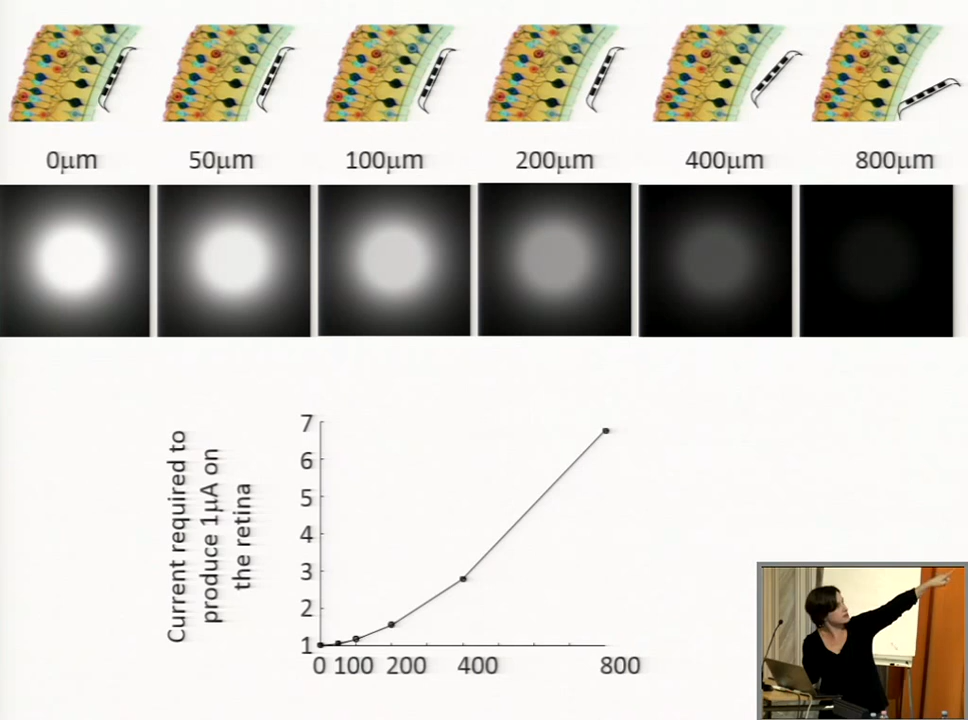 0μm 50μm 100μm 200μm 400μm 800μm
Current required to
produce 1μA on
the retina
7
6
5
4
3
2
1
0 100 200 400 800